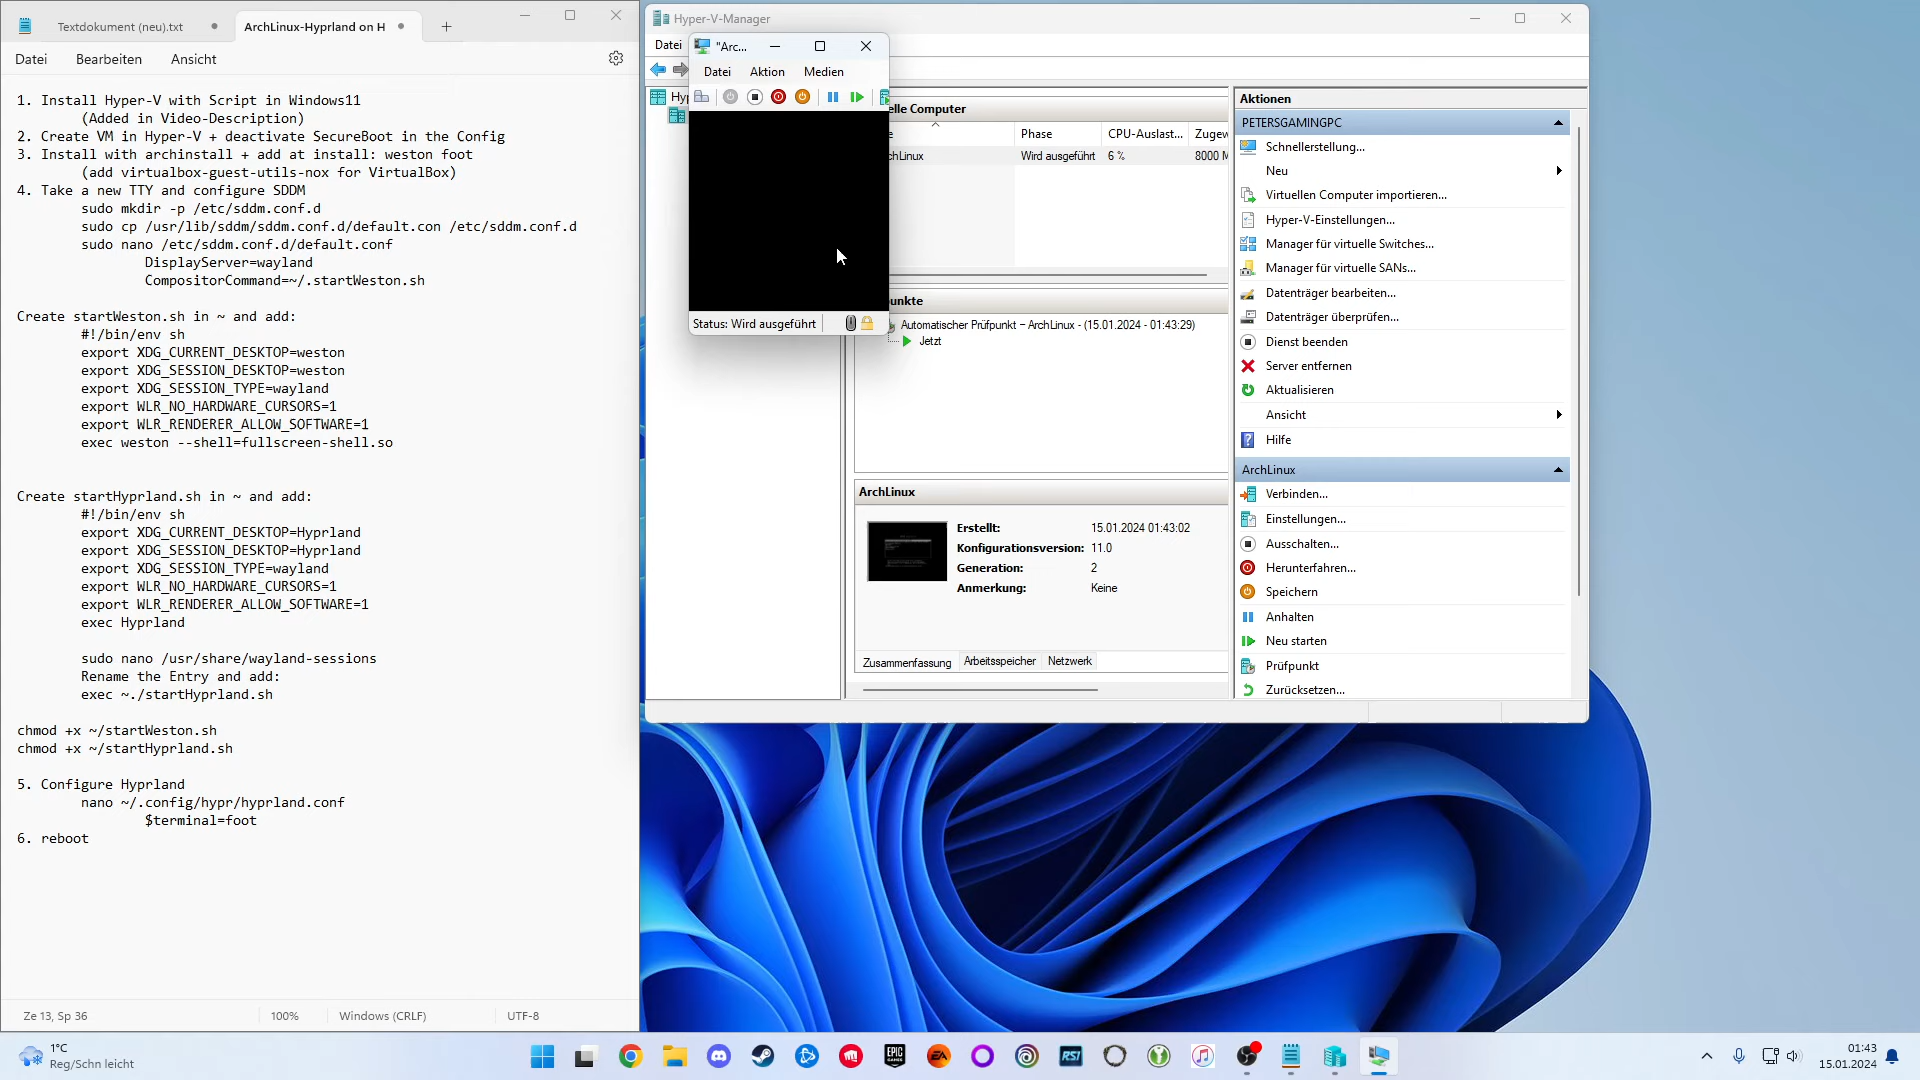 Textdokument (neu).txt
ArchLinux-Hyprland on H
Datei
Bearbeiten
Ansicht
1. Install Hyper-V with Script in Windows11
(Added in Video-Description)
2. Create VM in Hyper-V + deactivate SecureBoot in the Config
3. Install with archinstall + add at install: weston foot
(add virtualbox-guest-utils-nox for VirtualBox)
4. Take a new TTY and configure SDDM
sudo mkdir -p /etc/sddm.conf.d
sudo cp /usr/lib/sddm/sddm.conf.d/default.con /etc/sddm.conf.d
sudo nano /etc/sddm.conf.d/default.conf
DisplayServer=wayland
CompositorCommand=~/.startWeston.sh
Create startWeston.sh in ~ and add:
#!/bin/env sh
export XDG_CURRENT_DESKTOP=weston
export XDG_SESSION_DESKTOP=weston
export XDG_SESSION_TYPE=wayland
export WLR_NO_HARDWARE_CURSORS=1
export WLR_RENDERER_ALLOW_SOFTWARE=1
exec weston --shell=fullscreen-shell.so
Create startHyprland.sh in ~ and add:
#!/bin/env sh
export XDG_CURRENT_DESKTOP=Hyprland
export XDG_SESSION_DESKTOP=Hyprland
export XDG_SESSION_TYPE=wayland
export WLR_NO_HARDWARE_CURSORS=1
export WLR_RENDERER_ALLOW_SOFTWARE=1
exec Hyprland
sudo nano /usr/share/wayland-sessions
Rename the Entry and add:
exec ~./startHyprland.sh
chmod +x ~/startWeston.sh
chmod +x ~/startHyprland.sh
5. Configure Hyprland
nano ~/.config/hypr/hyprland.conf
$terminal=foot
6. reboot
Ze 13, Sp 36
100%
Windows (CRLF)
UTF-8
Hyper-V-Manager
Datei
Hy
"Arc...
Datei
Aktion
Medien
Status: Wird ausgeführt
elle Computer
e
Phase
CPU-Auslast...
Zugew
chLinux
Wird ausgeführt
6 %
8000 M
unkte
Automatischer Prüfpunkt – ArchLinux - (15.01.2024 - 01:43:29)
Jetzt
ArchLinux
Erstellt:
15.01.2024 01:43:02
Konfigurationsversion:
11.0
Generation:
2
Anmerkung:
Keine
Zusammenfassung
Arbeitsspeicher
Netzwerk
Aktionen
PETERSGAMINGPC
Schnellerstellung...
Neu
Virtuellen Computer importieren...
Hyper-V-Einstellungen...
Manager für virtuelle Switches...
Manager für virtuelle SANs...
Datenträger bearbeiten...
Datenträger überprüfen...
Dienst beenden
Server entfernen
Aktualisieren
Ansicht
Hilfe
ArchLinux
Verbinden...
Einstellungen...
Ausschalten...
Herunterfahren...
Speichern
Anhalten
Neu starten
Prüfpunkt
Zurücksetzen...
1°C
Reg/Schn leicht
EPIC
GAMES
EA
RSI
01:43
15.01.2024